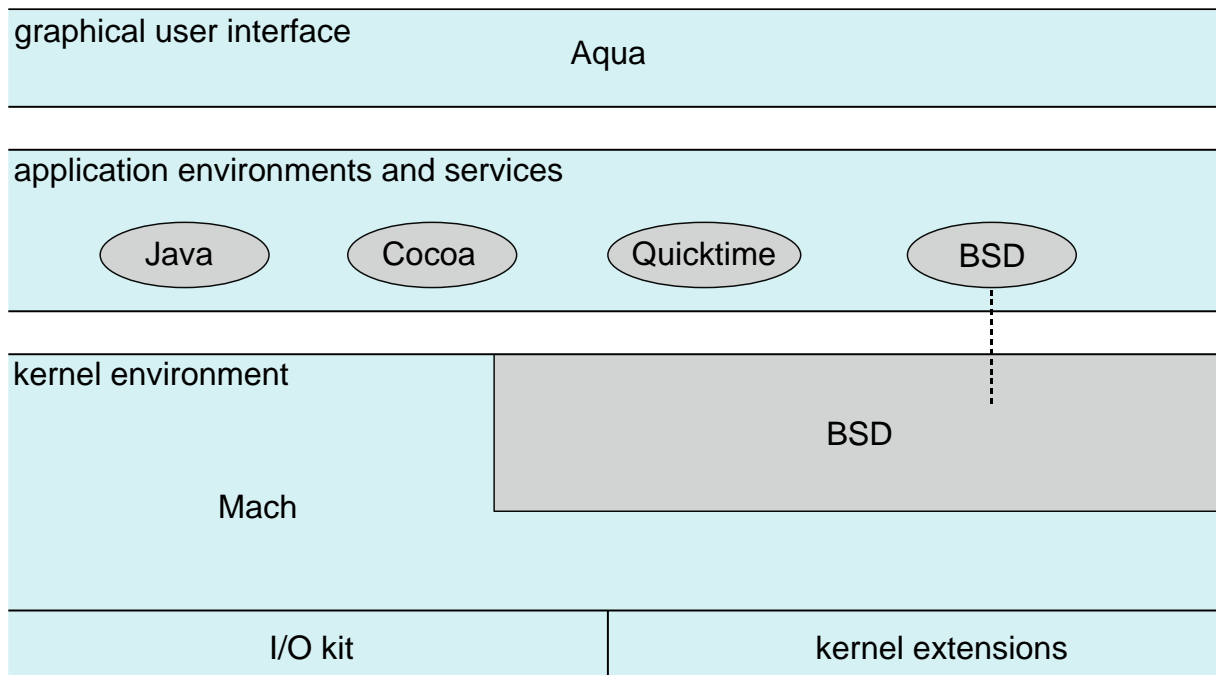 graphical user interface
Aqua
application environments and services
Java
Cocoa
Quicktime
BSD
kernel environment
BSD
Mach
I/O kit
kernel extensions